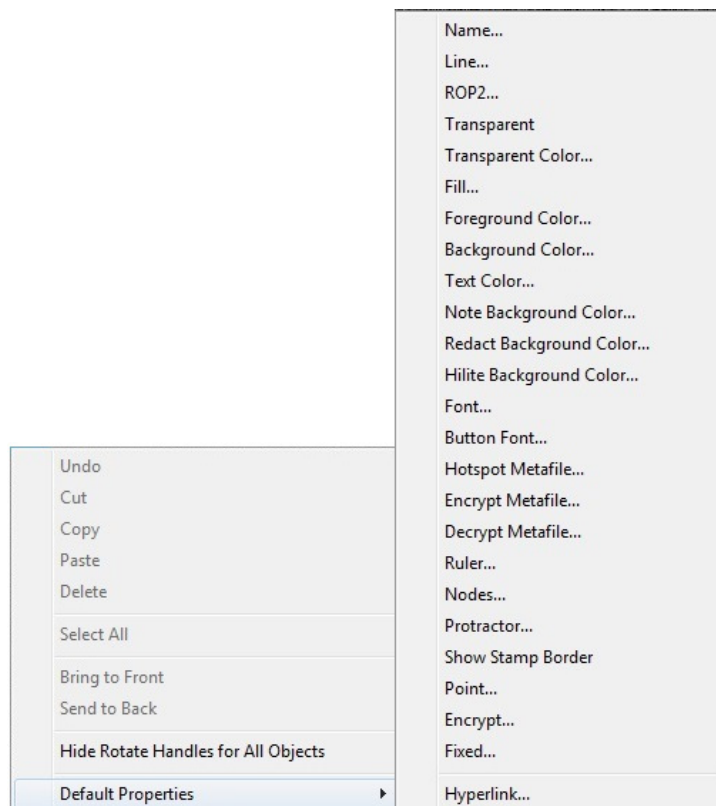 Name...
Line...
ROP2...
Transparent
Transparent Color...
Fill...
Foreground Color...
Background Color...
Text Color...
Note Background Color...
Redact Background Color...
Hilite Background Color...
Font...
Button Font...
Hotspot Metafile...
Encrypt Metafile...
Decrypt Metafile...
Ruler...
Nodes...
Protractor...
Show Stamp Border
Point...
Encrypt...
Fixed...
Hyperlink...
Undo
Cut
Copy
Paste
Delete
Select All
Bring to Front
Send to Back
Hide Rotate Handles for All Objects
Default Properties